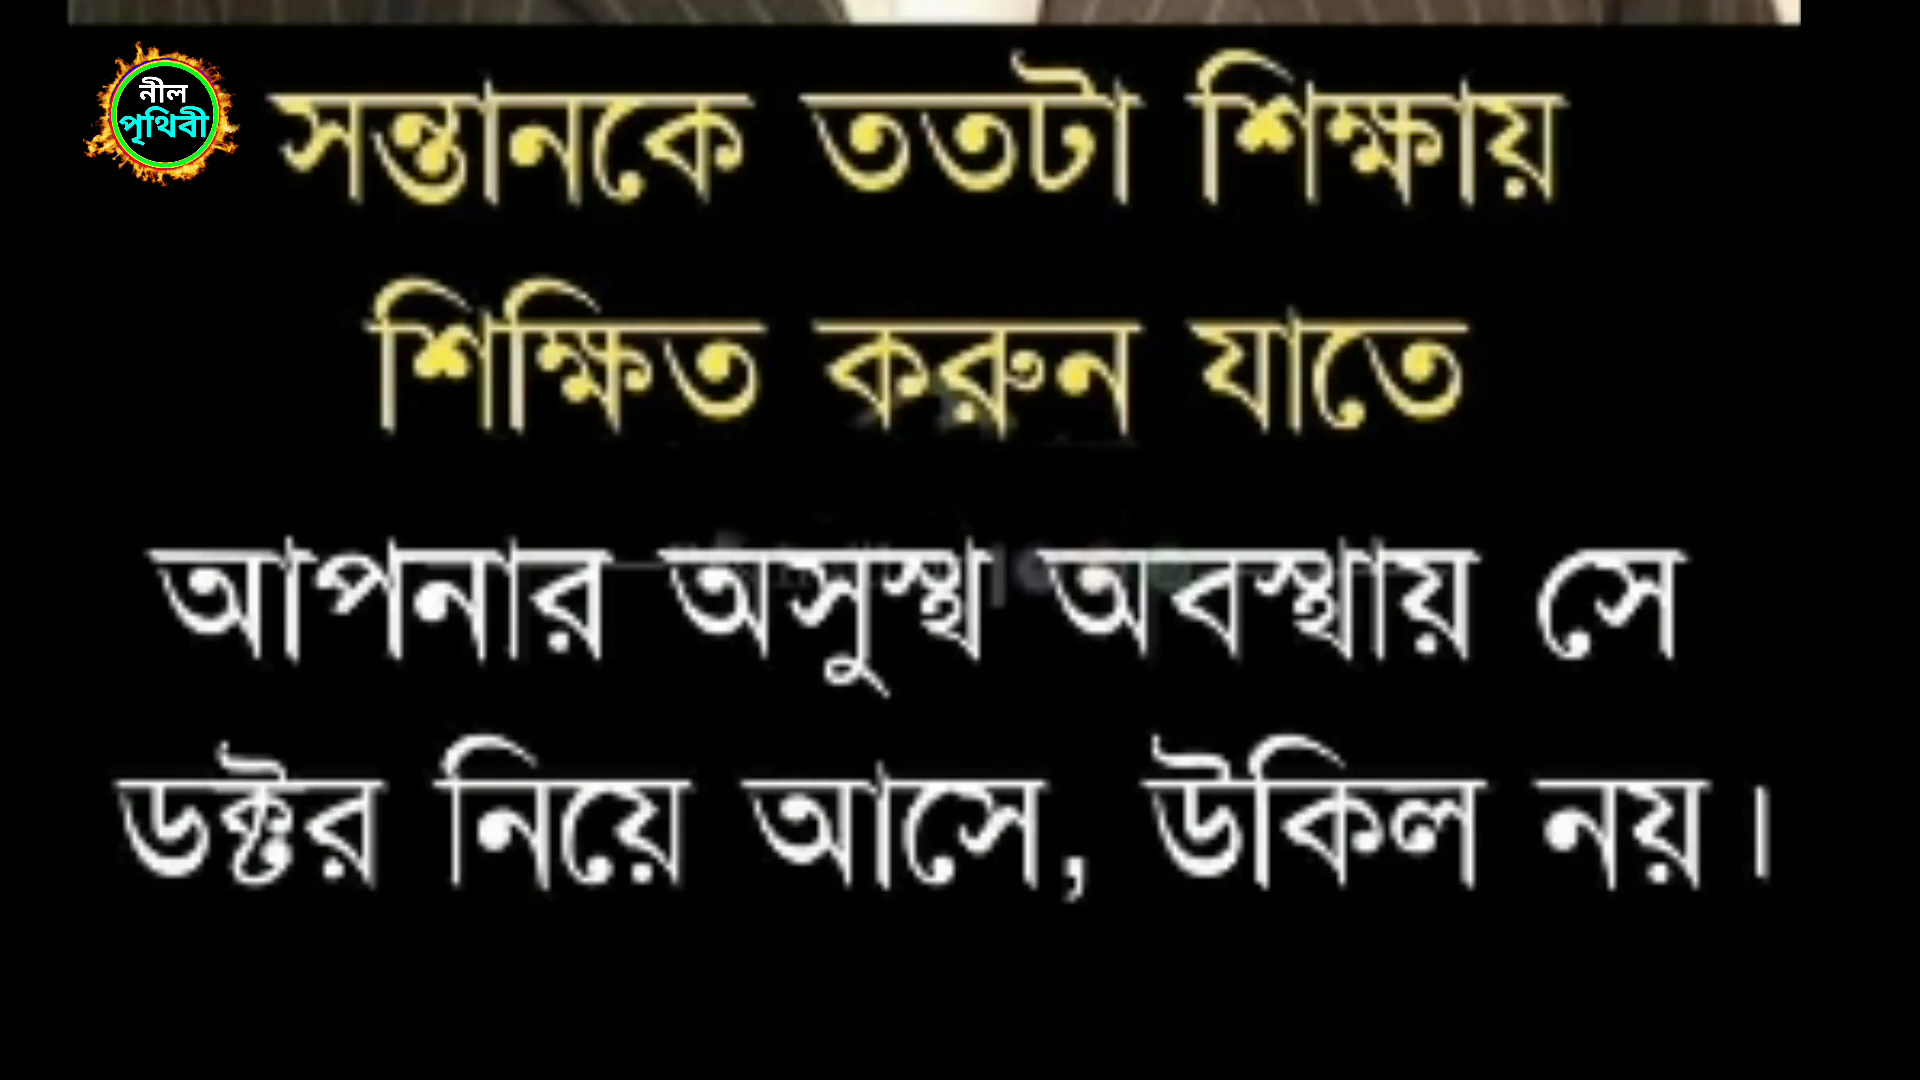 নীল
পৃথিবী
সন্তানকে ততটা শিক্ষায়
শিক্ষিত করুন যাতে
আপনার অসুস্থ অবস্থায় সে
ডক্টর নিয়ে আসে, উকিল নয়।